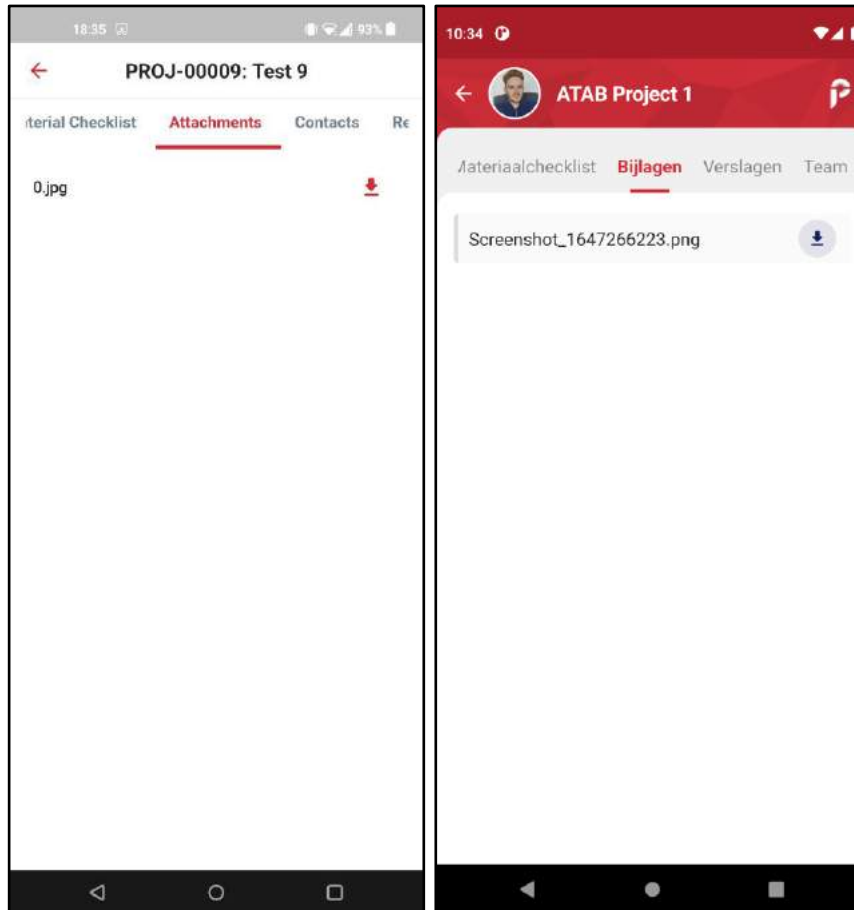 18:35
93%
PROJ-00009: Test 9
terial Checklist Attachments Contacts Re
0.jpg
10:34
ATAB Project 1
Materiaalchecklist Bijlagen Verslagen Team
Screenshot_1647266223.png